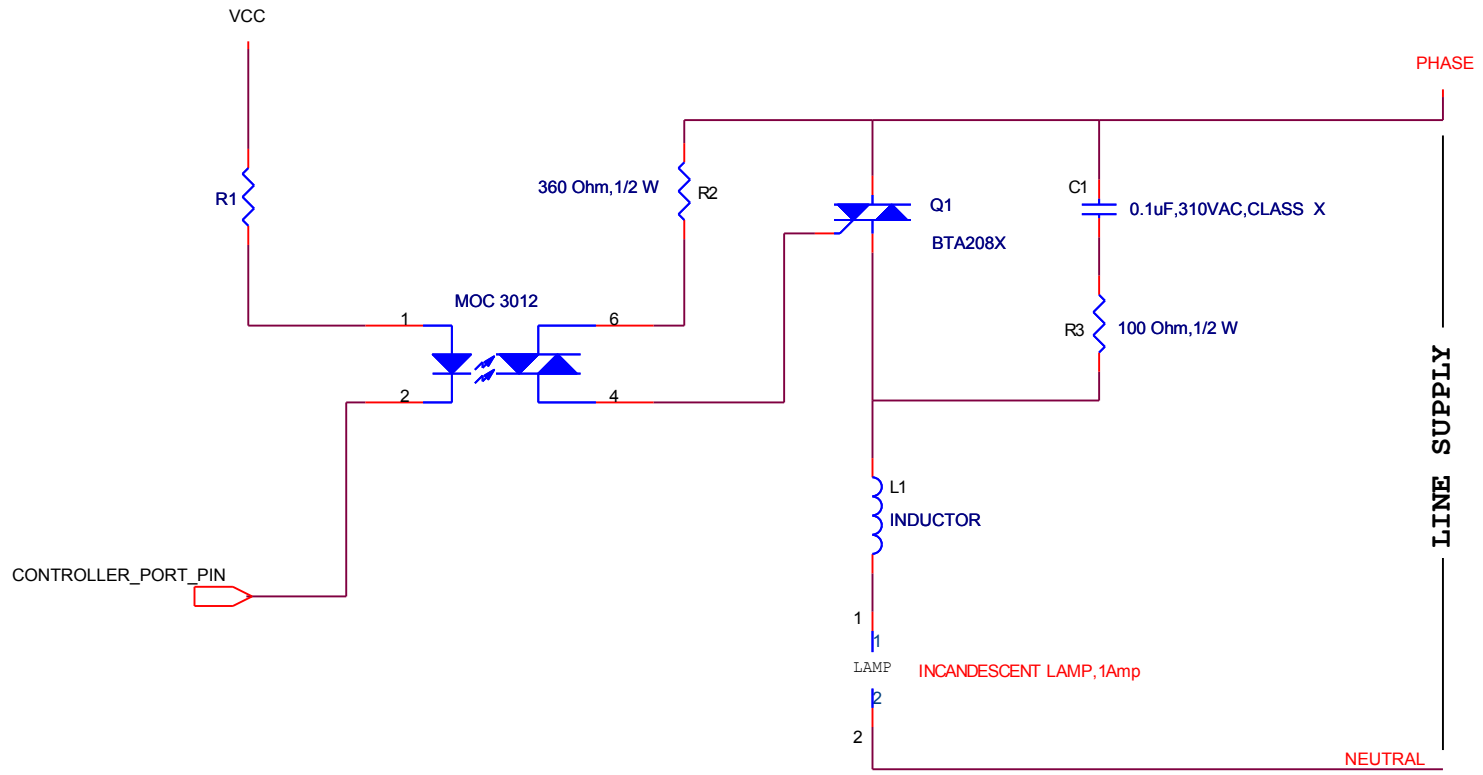 VCC
PHASE
R1
360 Ohm,1/2 W
R2
Q1
BTA208X
C1
0.1uF,310VAC,CLASS X
MOC 3012
1
6
2
4
R3
100 Ohm,1/2 W
LINE SUPPLY
L1
INDUCTOR
CONTROLLER_PORT_PIN
1
1
LAMP
INCANDESCENT LAMP,1Amp
2
2
NEUTRAL